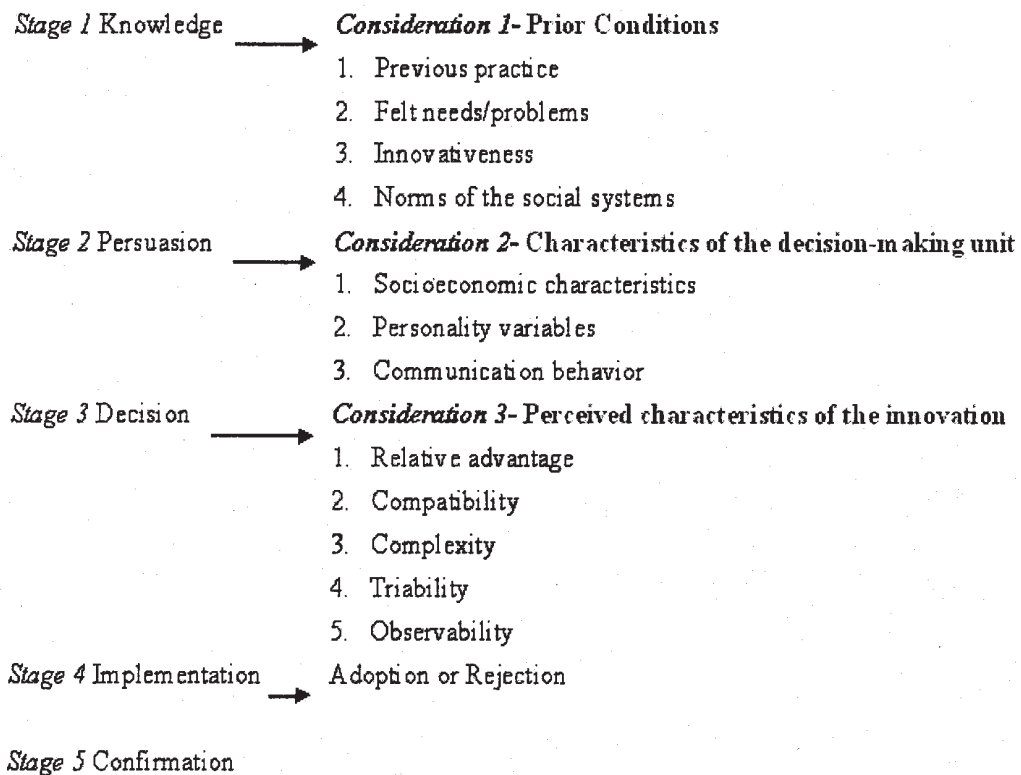 Stage 1 Knowledge Consideration 1- Prior Conditions
1. Previous practice
2. Felt needs/problems
3. Innovativeness
4. Norms of the social systems
Stage 2 Persuasion Consideration 2- Characteristics of the decision-making unit
1. Socioeconomic characteristics
2. Personality variables
3. Communication behavior
Stage 3 Decision Consideration 3- Perceived characteristics of the innovation
1. Relative advantage
2. Compatibility
3. Complexity
4. Triability
5. Observability
Stage 4 Implementation Adoption or Rejection
Stage 5 Confirmation